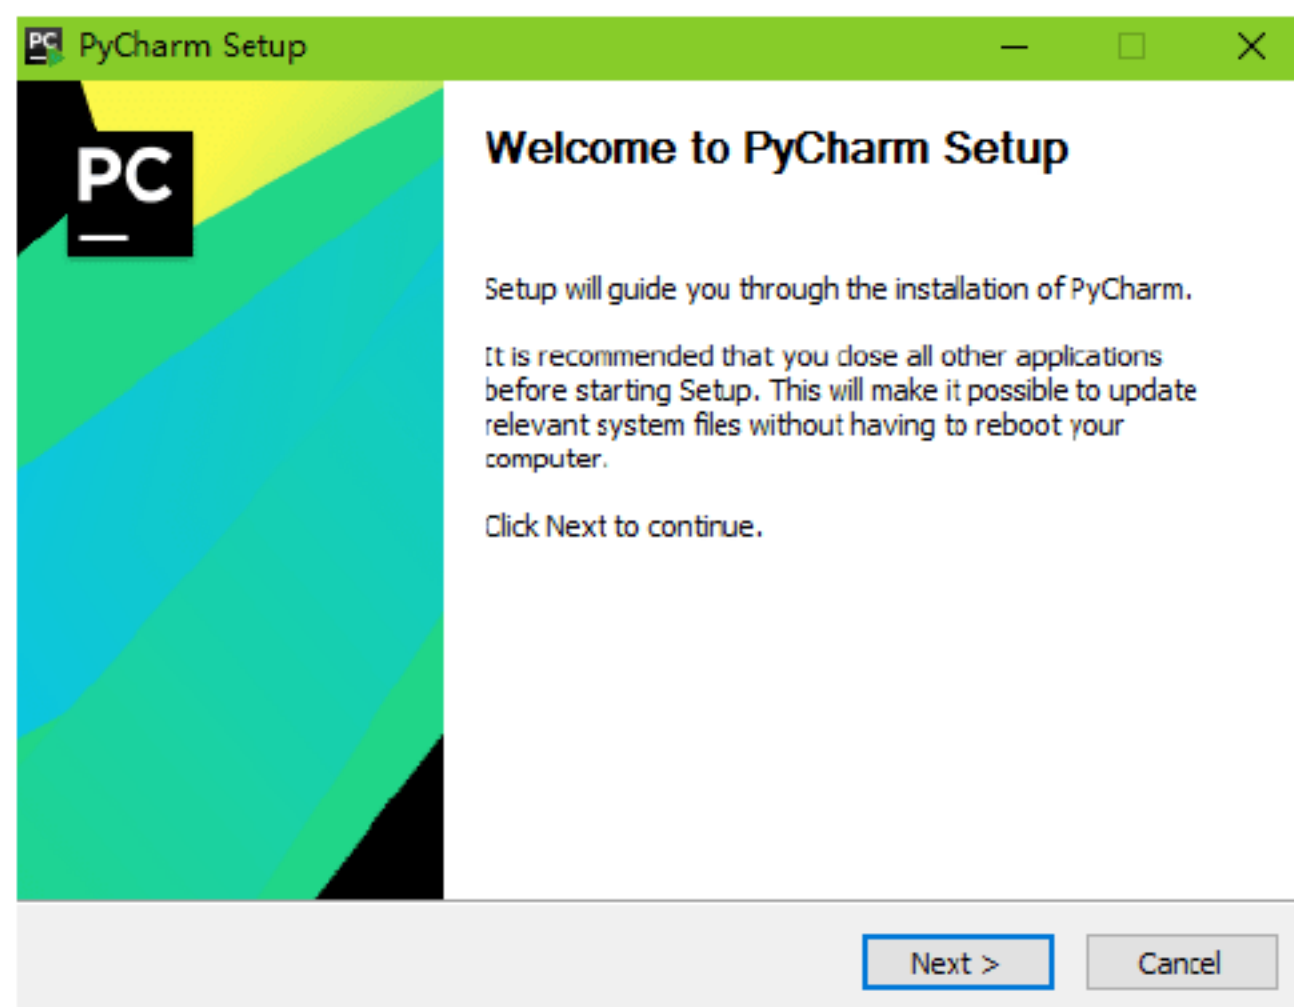 PC PyCharm Setup
PC
Welcome to PyCharm Setup
Setup will guide you through the installation of PyCharm.
It is recommended that you close all other applications
before starting Setup. This will make it possible to update
relevant system files without having to reboot your
computer.
Click Next to continue.
Next >
Cancel